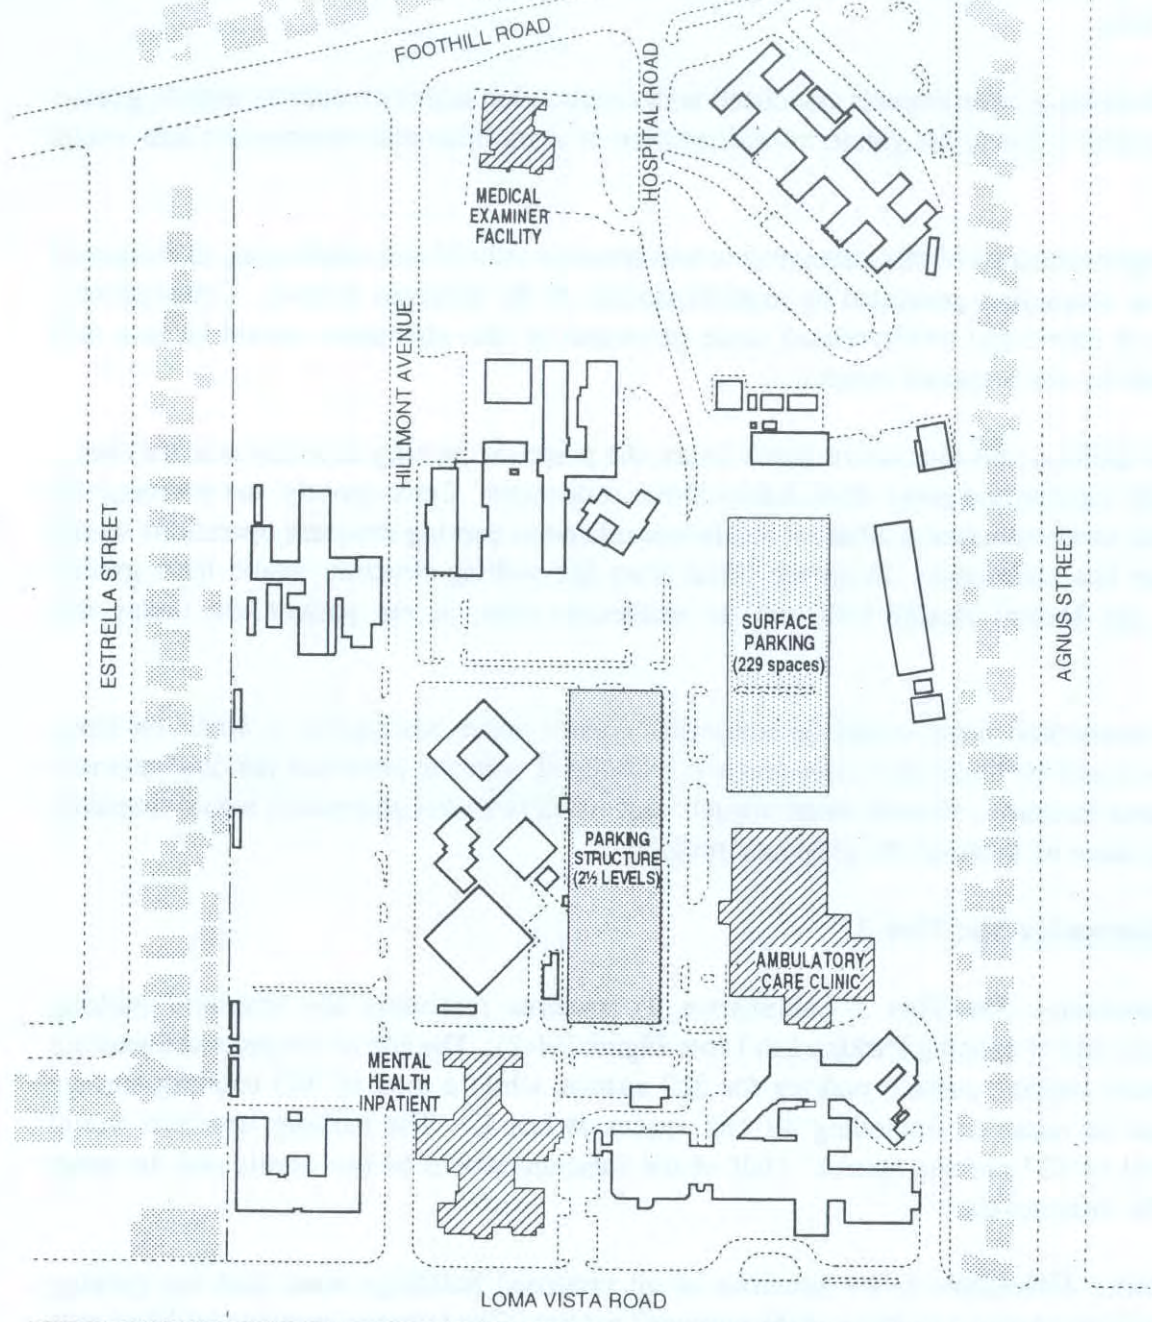 FOOTHILL ROAD
HOSPITAL ROAD
MEDICAL
EXAMINER
FACILITY
HILLMONT AVENUE
ESTRELLA STREET
AGNUS STREET
SURFACE
PARKING
(229 spaces)
PARKING
STRUCTURE
(2½ LEVELS)
AMBULATORY
CARE CLINIC
MENTAL
HEALTH
INPATIENT
LOMA VISTA ROAD